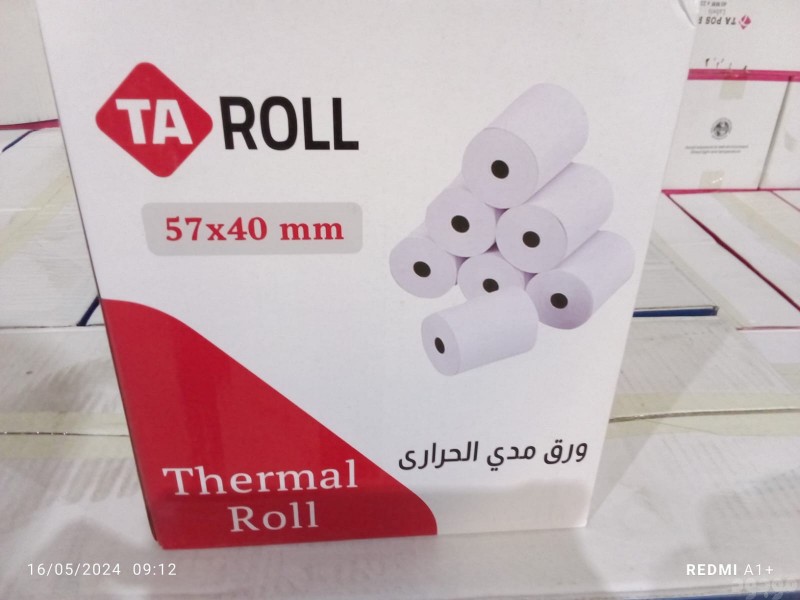 TA ROLL
57x40 mm
ورق مدي الحرارى
Thermal
Roll
16/05/2024 09:12
REDMI A1+